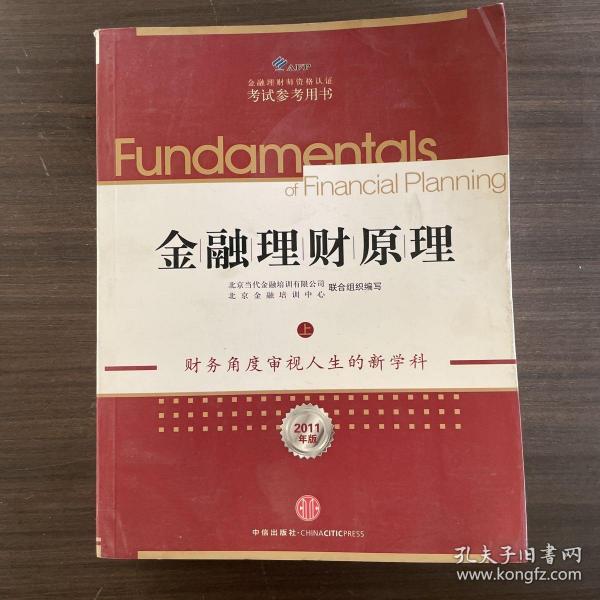 AFP
金融理财师资格认证
考试参考用书
Fundamentals
of Financial Planning
金融理财原理
北京当代金融培训有限公司
北京金融培训中心
联合组织编写
上
财务角度审视人生的新学科
2011
年版
中信出版社·CHINACITICPRESS
孔夫子旧书网
www.kongfz.com